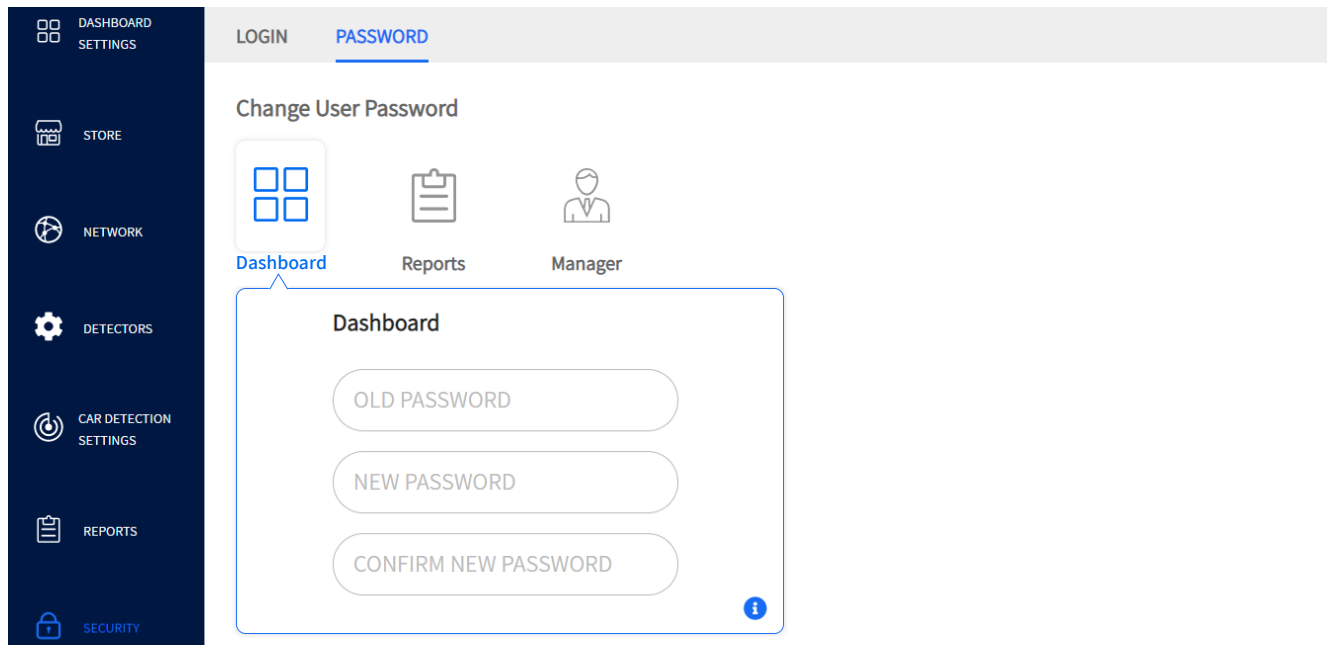 DASHBOARD
SETTINGS
STORE
NETWORK
DETECTORS
CAR DETECTION
SETTINGS
REPORTS
SECURITY
LOGIN PASSWORD
Change User Password
Dashboard Reports Manager
Dashboard
OLD PASSWORD
NEW PASSWORD
CONFIRM NEW PASSWORD